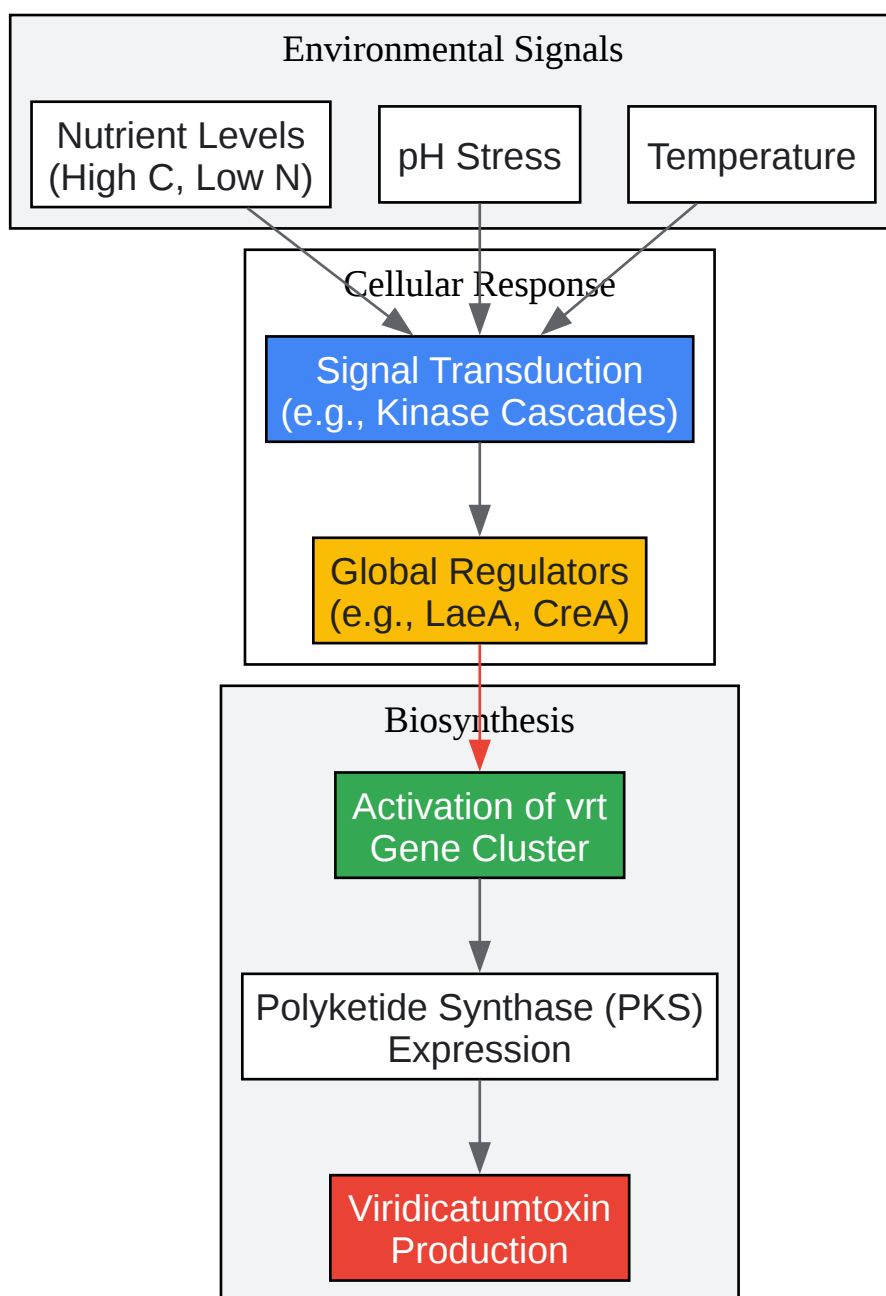 Environmental Signals
Nutrient Levels
(High C, Low N)
pH Stress
Temperature
Cellular Response
Signal Transduction
(e.g., Kinase Cascades)
Global Regulators
(e.g., LaeA, CreA)
Biosynthesis
Activation of vrt
Gene Cluster
Polyketide Synthase (PKS)
Expression
Viridicatumtoxin
Production